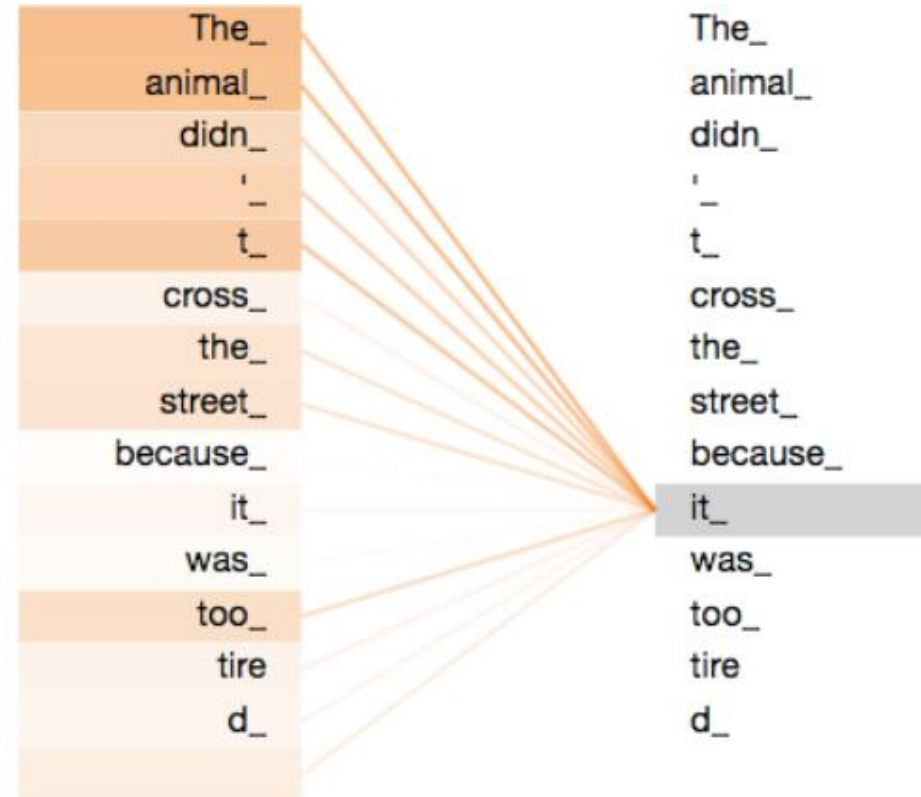 The_ The_
animal_ animal_
didn_ didn_
'_ '_
t_ t_
cross_ cross_
the_ the_
street_ street_
because_ because_
it_ it_
was_ was_
too_ too_
tire tire
d_ d_